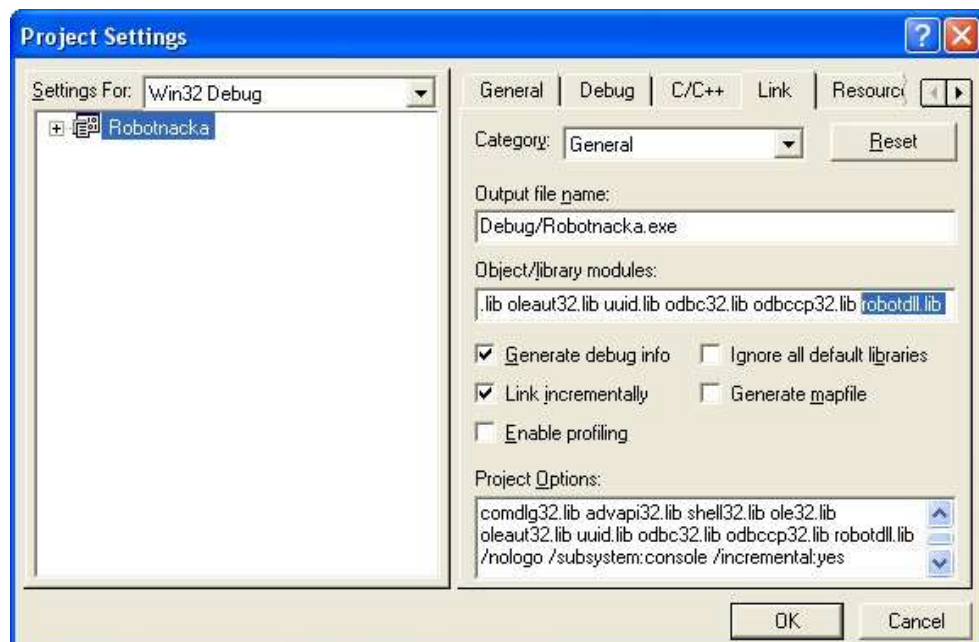 Project Settings
Settings For: Win32 Debug
Robotnacka
General Debug C/C++ Link Resourc
Category: General Reset
Output file name:
Debug/Robotnacka.exe
Object/library modules:
.lib oleaut32.lib uuid.lib odbc32.lib odbccp32.lib robotdll.lib
Generate debug info Ignore all default libraries
Link incrementally Generate mapfile
Enable profiling
Project Options:
comdlg32.lib advapi32.lib shell32.lib ole32.lib
oleaut32.lib uuid.lib odbc32.lib odbccp32.lib robotdll.lib
/nologo /subsystem:console /incremental:yes
OK Cancel